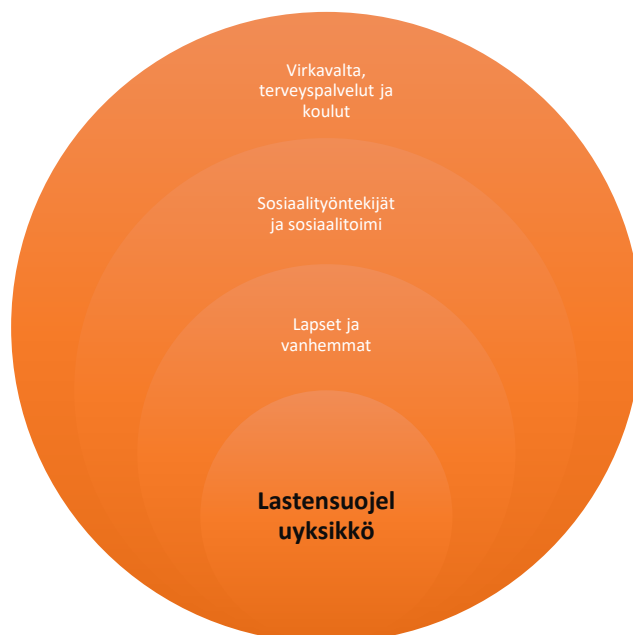 Virkavalta,
terveyspalvelut ja
koulut
Sosiaalityöntekijät
ja sosiaalitoimi
Lapset ja
vanhemmat
Lastensuojel
uyksikkö